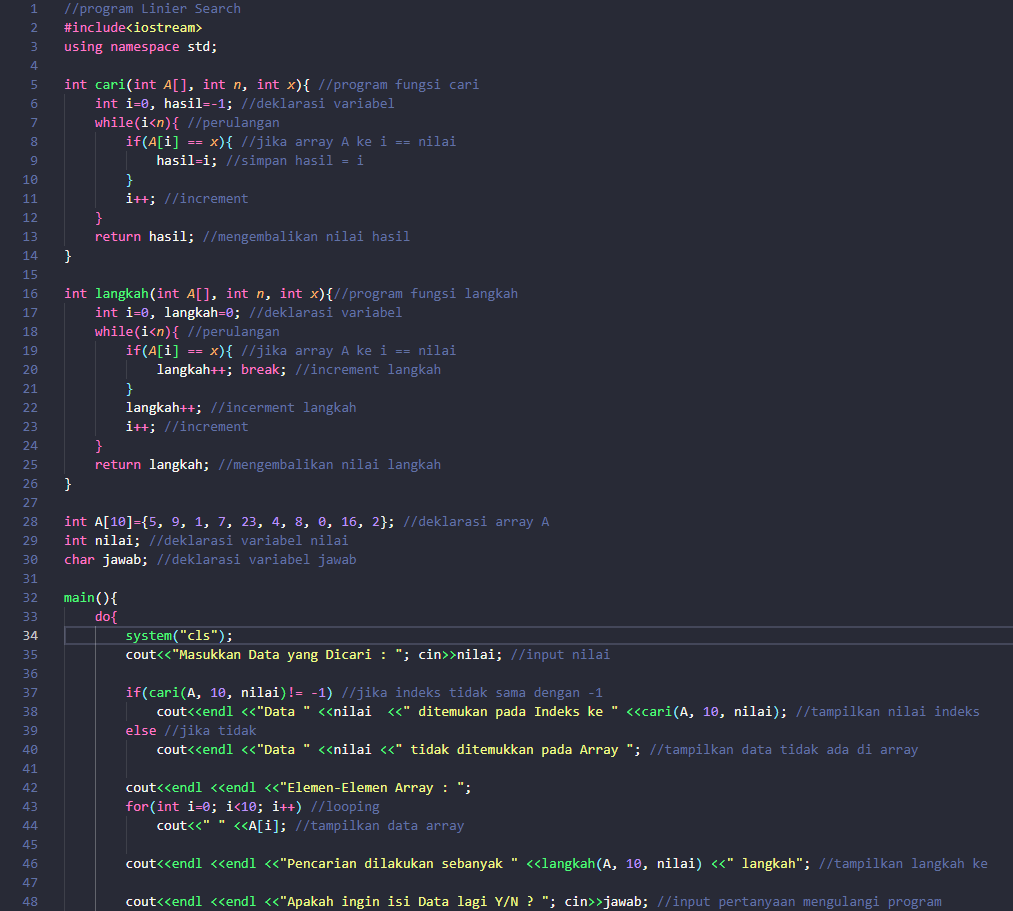 1 //program Linier Search
2 #include<iostream>
3 using namespace std;
4
5 int cari(int A[], int n, int x){ //program fungsi cari
6     int i=0, hasil=-1; //deklarasi variabel
7     while(i<n){ //perulangan
8         if(A[i] == x){ //jika array A ke i == nilai
9             hasil=i; //simpan hasil = i
10         }
11         i++; //increment
12     }
13     return hasil; //mengembalikan nilai hasil
14 }
15
16 int langkah(int A[], int n, int x){//program fungsi langkah
17     int i=0, langkah=0; //deklarasi variabel
18     while(i<n){ //perulangan
19         if(A[i] == x){ //jika array A ke i == nilai
20             langkah++; break; //increment langkah
21         }
22         langkah++; //incerment langkah
23         i++; //increment
24     }
25     return langkah; //mengembalikan nilai langkah
26 }
27
28 int A[10]={5, 9, 1, 7, 23, 4, 8, 0, 16, 2}; //deklarasi array A
29 int nilai; //deklarasi variabel nilai
30 char jawab; //deklarasi variabel jawab
31
32 main(){
33     do{
34         system("cls");
35         cout<<"Masukkan Data yang Dicari : "; cin>>nilai; //input nilai
36
37         if(cari(A, 10, nilai)!= -1) //jika indeks tidak sama dengan -1
38             cout<<endl <<"Data " <<nilai  <<" ditemukan pada Indeks ke " <<cari(A, 10, nilai); //tampilkan nilai indeks
39         else //jika tidak
40             cout<<endl <<"Data " <<nilai <<" tidak ditemukkan pada Array "; //tampilkan data tidak ada di array
41
42         cout<<endl <<endl <<"Elemen-Elemen Array : ";
43         for(int i=0; i<10; i++) //looping
44             cout<<" " <<A[i]; //tampilkan data array
45
46         cout<<endl <<endl <<"Pencarian dilakukan sebanyak " <<langkah(A, 10, nilai) <<" langkah"; //tampilkan langkah ke
47
48         cout<<endl <<endl <<"Apakah ingin isi Data lagi Y/N ? "; cin>>jawab; //input pertanyaan mengulangi program